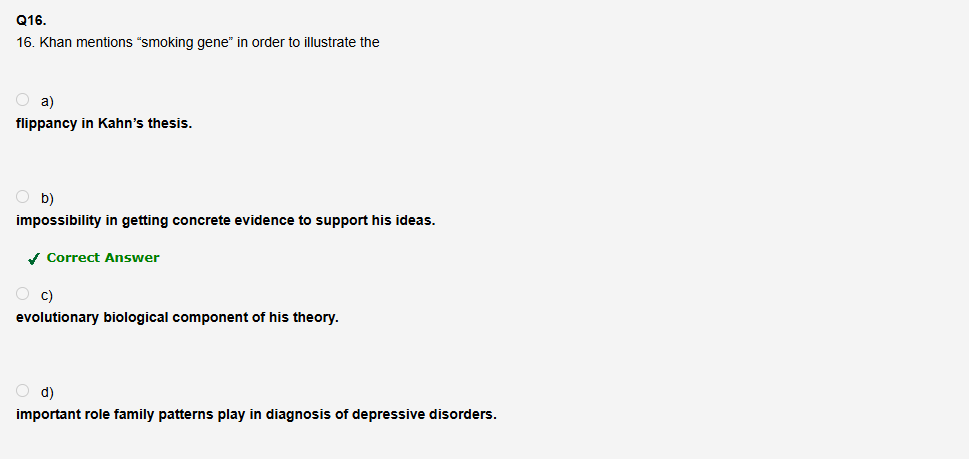 Q16.
16. Khan mentions “smoking gene” in order to illustrate the
a)
flippancy in Kahn’s thesis.
b)
impossibility in getting concrete evidence to support his ideas.
✓ Correct Answer
c)
evolutionary biological component of his theory.
d)
important role family patterns play in diagnosis of depressive disorders.